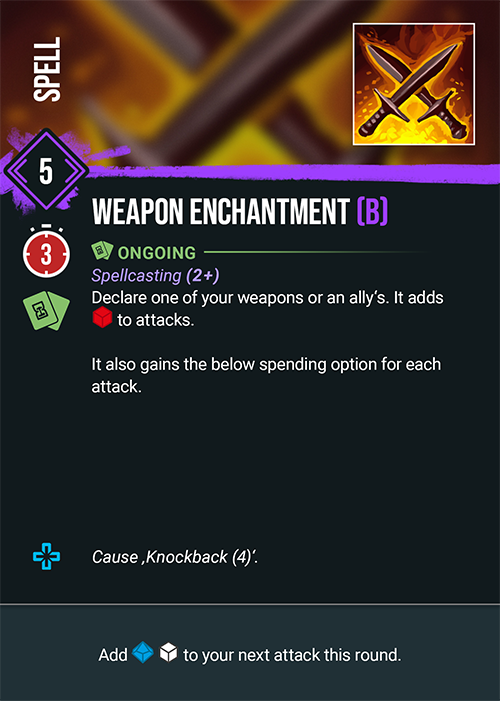 SPELL
5
WEAPON ENCHANTMENT (B)
3
ONGOING
Spellcasting (2+)
Declare one of your weapons or an ally‘s. It adds
to attacks.
It also gains the below spending option for each
attack.
Cause ‚Knockback (4)‘.
Add to your next attack this round.